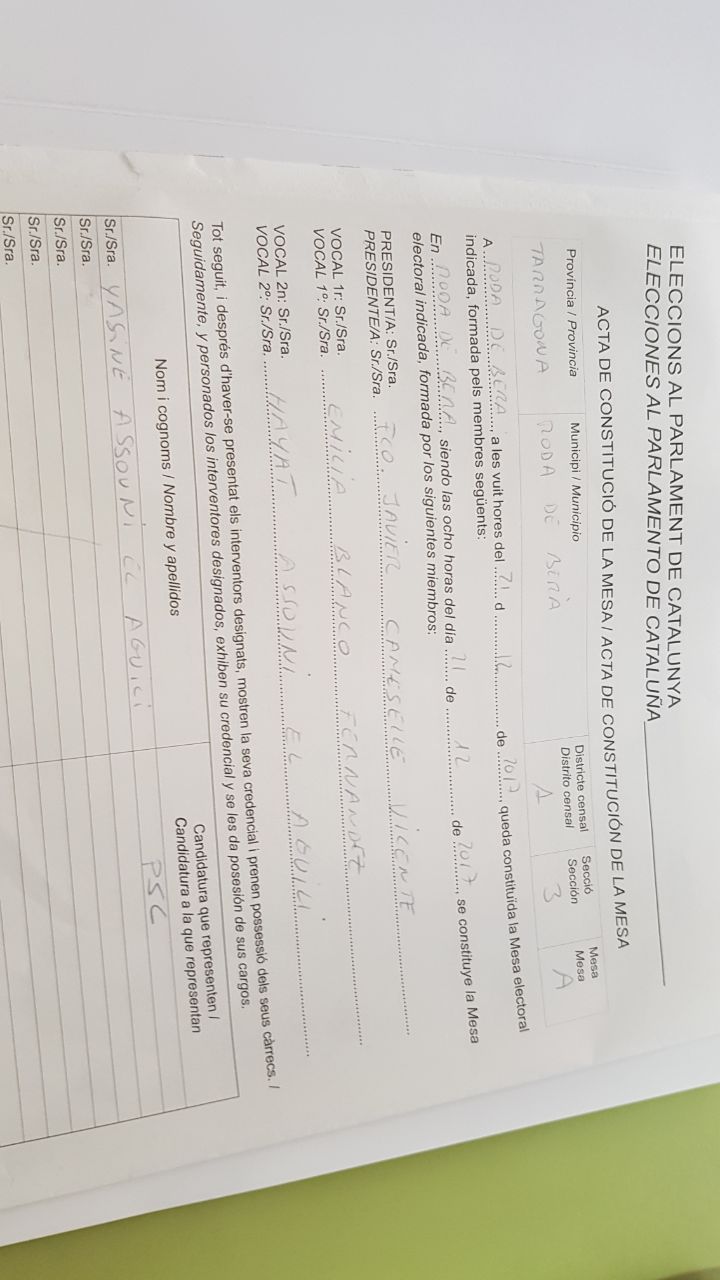 ELECCIONS AL PARLAMENT DE CATALUNYA
ELECCIONES AL PARLAMENTO DE CATALUÑA
ACTA DE CONSTITUCIÓ DE LA MESA / ACTA DE CONSTITUCIÓN DE LA MESA
Província / Provincia Municipi / Municipio Districte censal Distrito censal Secció Sección Mesa Mesa
TARRAGONA RODA DE BERÀ A 3 A
A RODA DE BERÀ, a les vuit hores del 21 d 12 de 2017, queda constituïda la Mesa electoral
indicada, formada pels membres següents:
En RODA DE BERÀ, siendo las ocho horas del día 21 de 12 de 2017, se constituye la Mesa
electoral indicada, formada por los siguientes miembros:
PRESIDENT/A: Sr./Sra.
PRESIDENTE/A: Sr./Sra. FCO. JAVIER CAMESELLE VICENTE
VOCAL 1r: Sr./Sra.
VOCAL 1º: Sr./Sra. EMILIA BLANCO FERNANDEZ
VOCAL 2n: Sr./Sra.
VOCAL 2º: Sr./Sra. HAYAT ASSOUNI EL AGUILI
Tot seguit, i després d'haver-se presentat els interventors designats, mostren la seva credencial i prenen possessió dels seus càrrecs. /
Seguidamente, y personados los interventores designados, exhiben su credencial y se les da posesión de sus cargos.
Nom i cognoms / Nombre y apellidos Candidatura que representen / Candidatura a la que representan
Sr./Sra. YASINE ASSOUNI EL AGUILI PSC
Sr./Sra.
Sr./Sra.
Sr./Sra.
Sr./Sra.